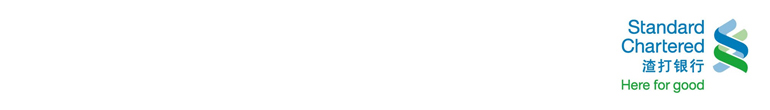 Standard
Chartered
渣打银行
Here for good